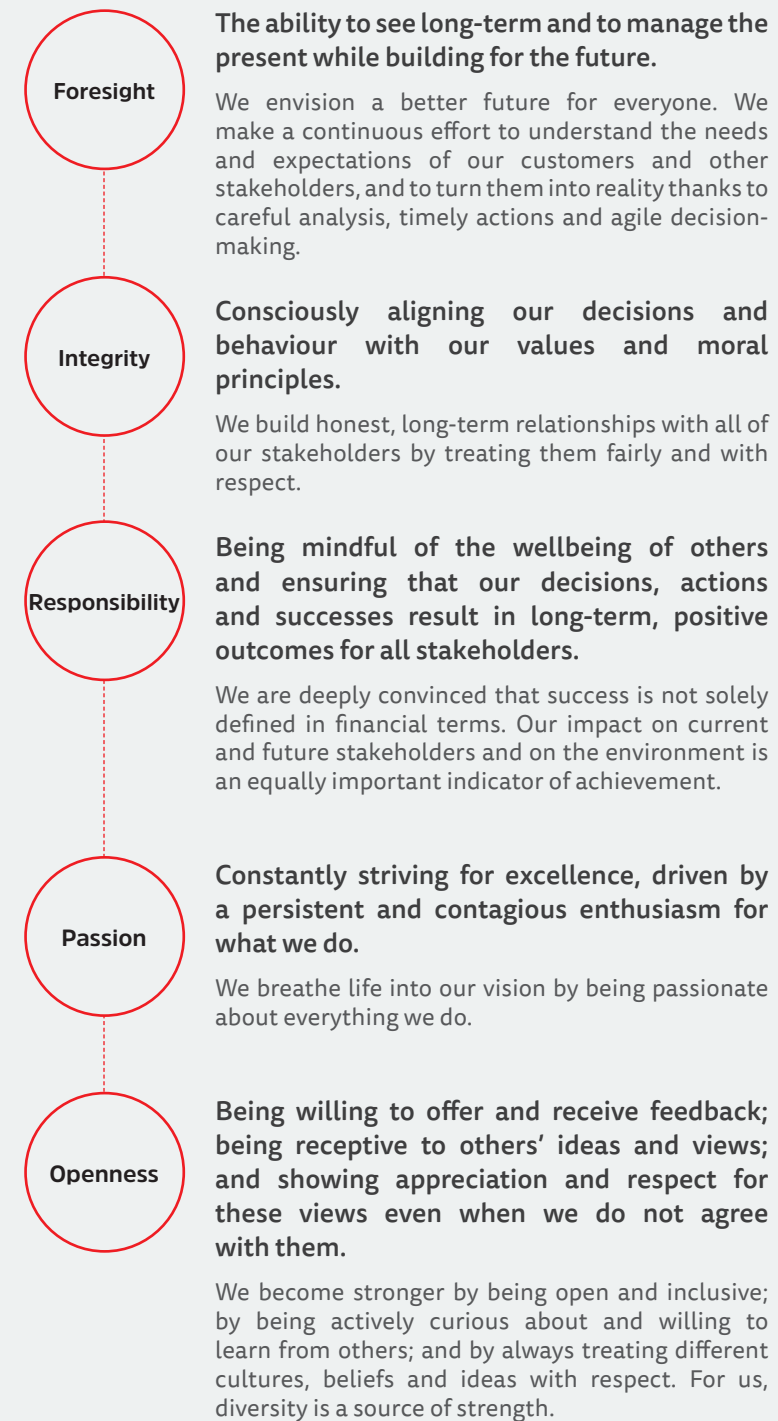 Foresight
The ability to see long-term and to manage the
present while building for the future.
We envision a better future for everyone. We
make a continuous effort to understand the needs
and expectations of our customers and other
stakeholders, and to turn them into reality thanks to
careful analysis, timely actions and agile decision-
making.
Integrity
Consciously aligning our decisions and
behaviour with our values and moral
principles.
We build honest, long-term relationships with all of
our stakeholders by treating them fairly and with
respect.
Responsibility
Being mindful of the wellbeing of others
and ensuring that our decisions, actions
and successes result in long-term, positive
outcomes for all stakeholders.
We are deeply convinced that success is not solely
defined in financial terms. Our impact on current
and future stakeholders and on the environment is
an equally important indicator of achievement.
Passion
Constantly striving for excellence, driven by
a persistent and contagious enthusiasm for
what we do.
We breathe life into our vision by being passionate
about everything we do.
Openness
Being willing to offer and receive feedback;
being receptive to others’ ideas and views;
and showing appreciation and respect for
these views even when we do not agree
with them.
We become stronger by being open and inclusive;
by being actively curious about and willing to
learn from others; and by always treating different
cultures, beliefs and ideas with respect. For us,
diversity is a source of strength.